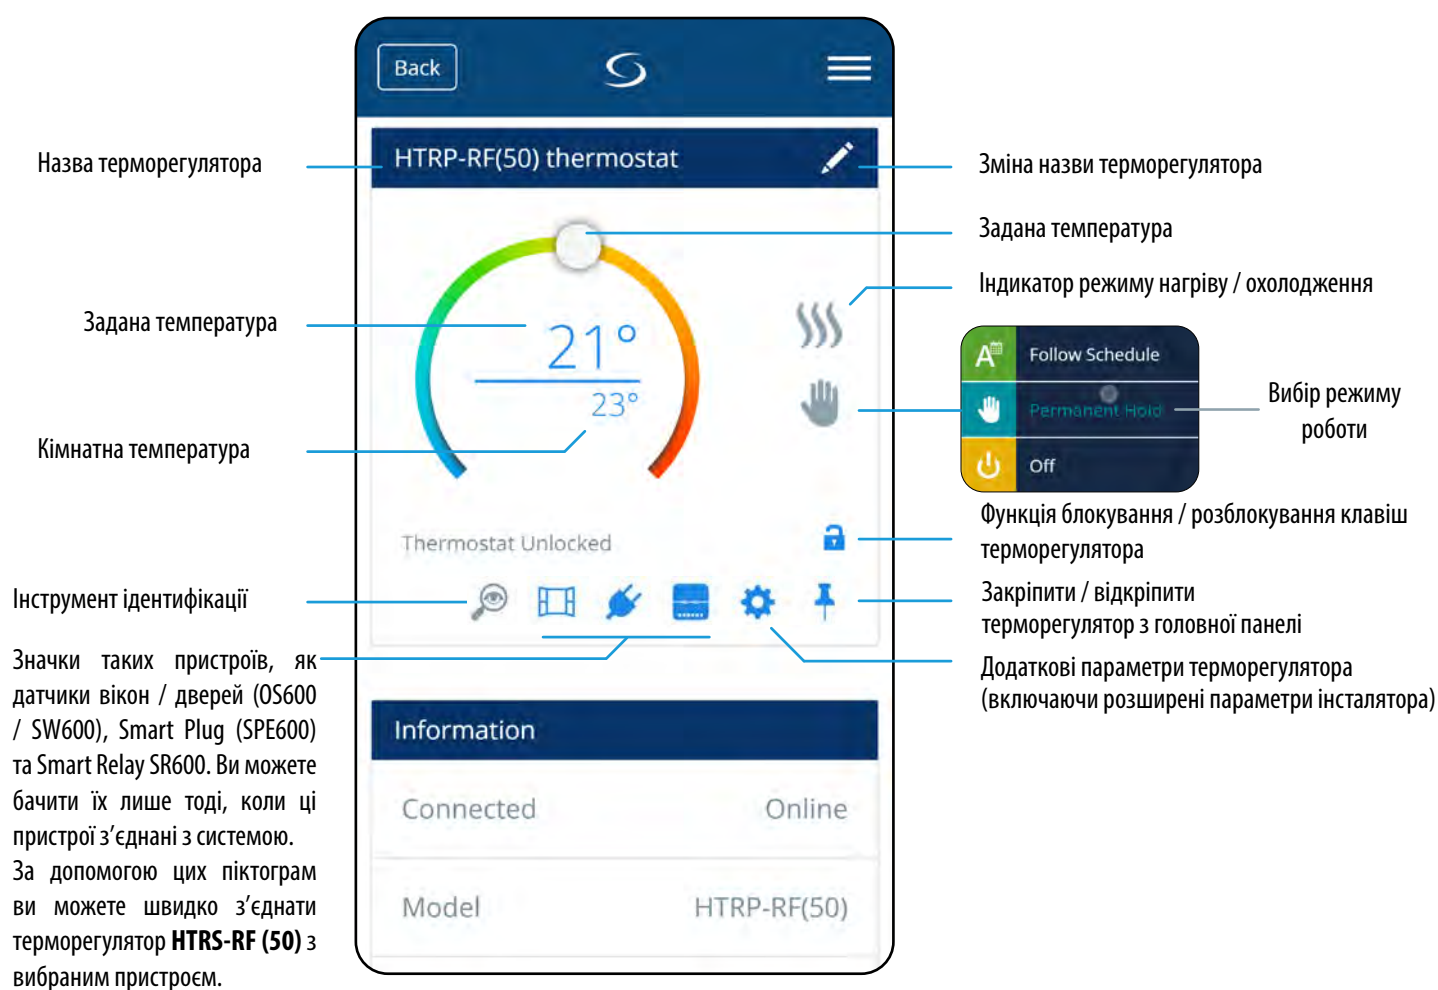 Back
HTRP-RF(50) thermostat
21°
23°
Thermostat Unlocked
Information
Connected Online
Model HTRP-RF(50)
Назва терморегулятора
Задана температура
Кімнатна температура
Інструмент ідентифікації
Значки таких пристроїв, як
датчики вікон / дверей (OS600
/ SW600), Smart Plug (SPE600)
та Smart Relay SR600. Ви можете
бачити їх лише тоді, коли ці
пристрої з’єднані з системою.
За допомогою цих піктограм
ви можете швидко з’єднати
терморегулятор HTRS-RF (50) з
вибраним пристроєм.
Зміна назви терморегулятора
Задана температура
Індикатор режиму нагріву / охолодження
A
Follow Schedule
Permanent Hold
Off
Вибір режиму
роботи
Функція блокування / розблокування клавіш
терморегулятора
Закріпити / відкріпити
терморегулятор з головної панелі
Додаткові параметри терморегулятора
(включаючи розширені параметри інсталятора)